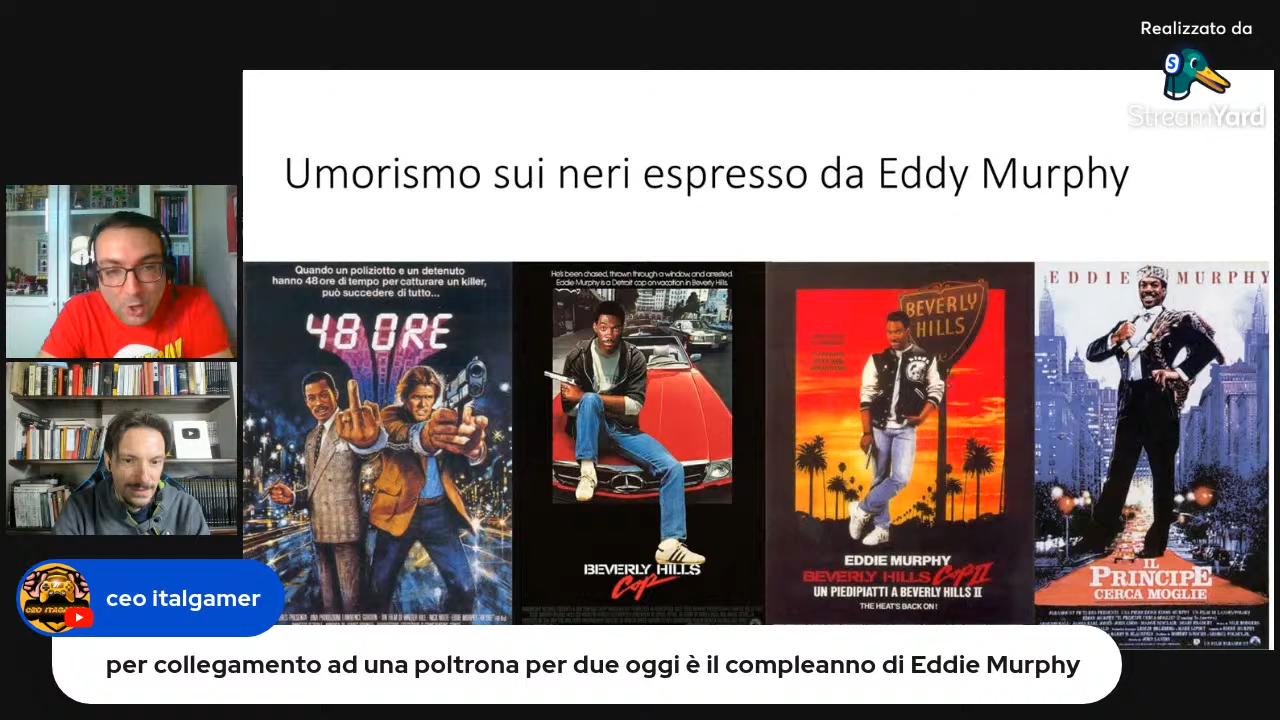 Realizzato da
StreamYard
Umorismo sui neri espresso da Eddy Murphy
Quando un poliziotto e un detenuto
hanno 48 ore di tempo per catturare un killer,
può succedere di tutto...
48 ORE
He's been chased, thrown through a window, and arrested.
Eddie Murphy is a Detroit cop on vacation in Beverly Hills.
BEVERLY HILLS
Cop
BEVERLY
HILLS
EDDIE MURPHY
BEVERLY HILLS Cop II
UN PIEDIPIATTI A BEVERLY HILLS II
THE HEAT'S BACK ON!
EDDIE MURPHY
IL
PRINCIPE
CERCA MOGLIE
ceo italgamer
per collegamento ad una poltrona per due oggi è il compleanno di Eddie Murphy